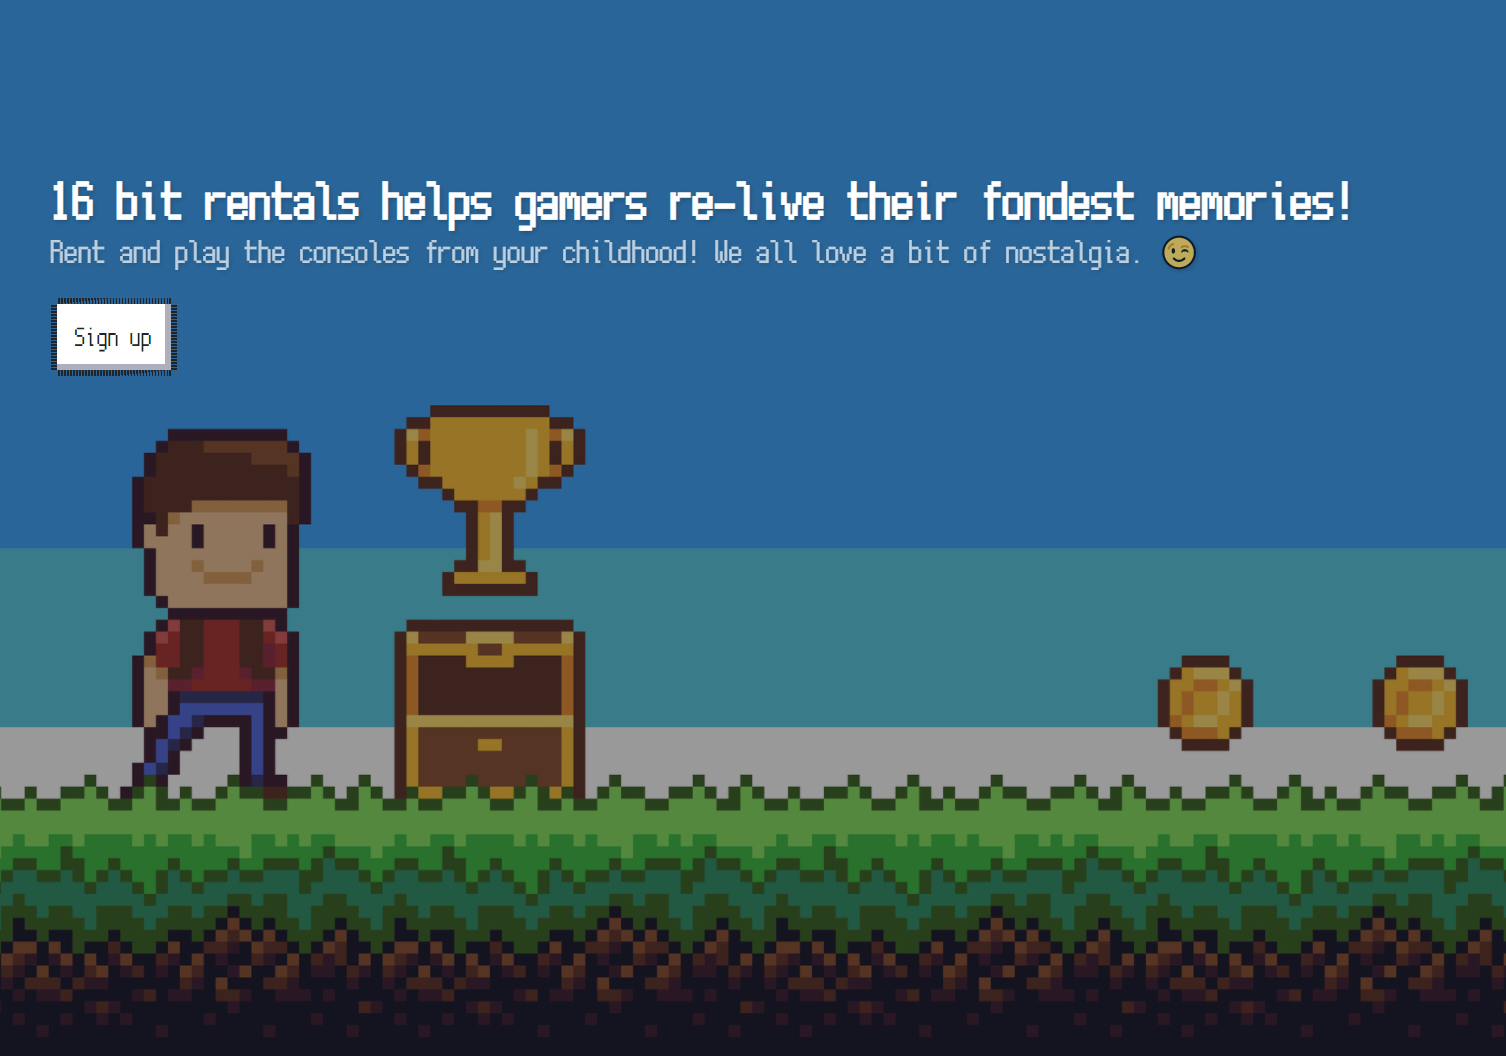 16 bit rentals helps gamers re-live their fondest memories!
Rent and play the consoles from your childhood! We all love a bit of nostalgia. 😉
Sign up